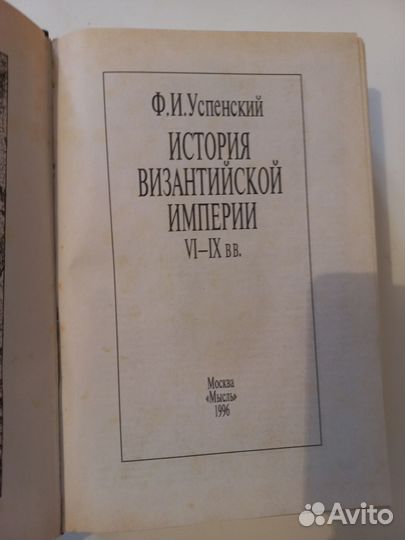 Ф.И.Успенский
ИСТОРИЯ
ВИЗАНТИЙСКОЙ
ИМПЕРИИ
VI–IX вв.
Москва
«Мысль»
1996
Avito